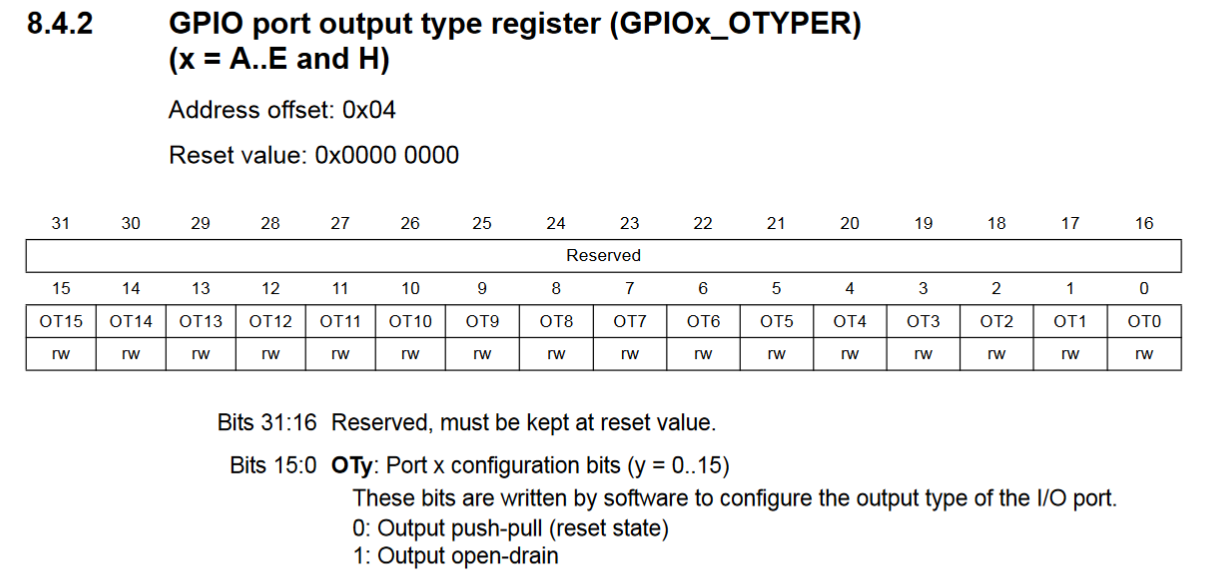 8.4.2 GPIO port output type register (GPIOx_OTYPER)
(x = A..E and H)
Address offset: 0x04
Reset value: 0x0000 0000
31 30 29 28 27 26 25 24 23 22 21 20 19 18 17 16
Reserved
15 14 13 12 11 10 9 8 7 6 5 4 3 2 1 0
OT15 OT14 OT13 OT12 OT11 OT10 OT9 OT8 OT7 OT6 OT5 OT4 OT3 OT2 OT1 OT0
rw rw rw rw rw rw rw rw rw rw rw rw rw rw rw rw
Bits 31:16 Reserved, must be kept at reset value.
Bits 15:0 OTy: Port x configuration bits (y = 0..15)
These bits are written by software to configure the output type of the I/O port.
0: Output push-pull (reset state)
1: Output open-drain